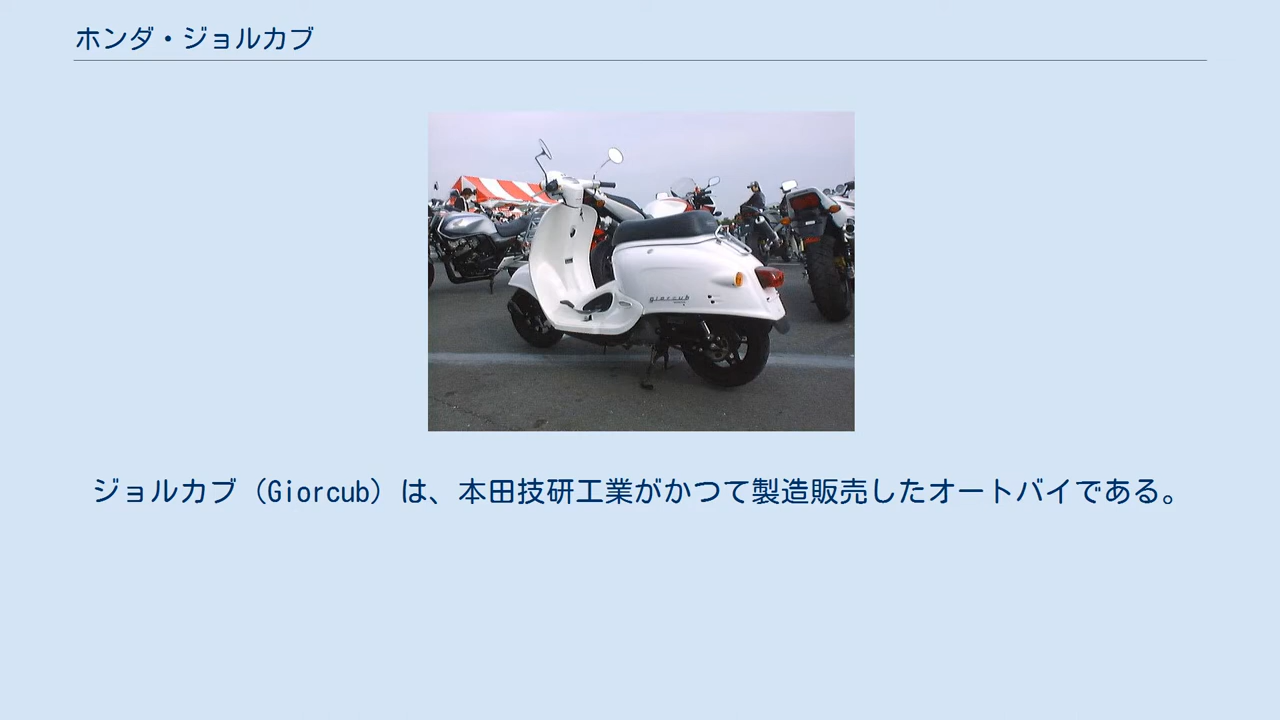 ホンダ・ジョルカブ
giorcub
ジョルカブ（Giorcub）は、本田技研工業がかつて製造販売したオートバイである。